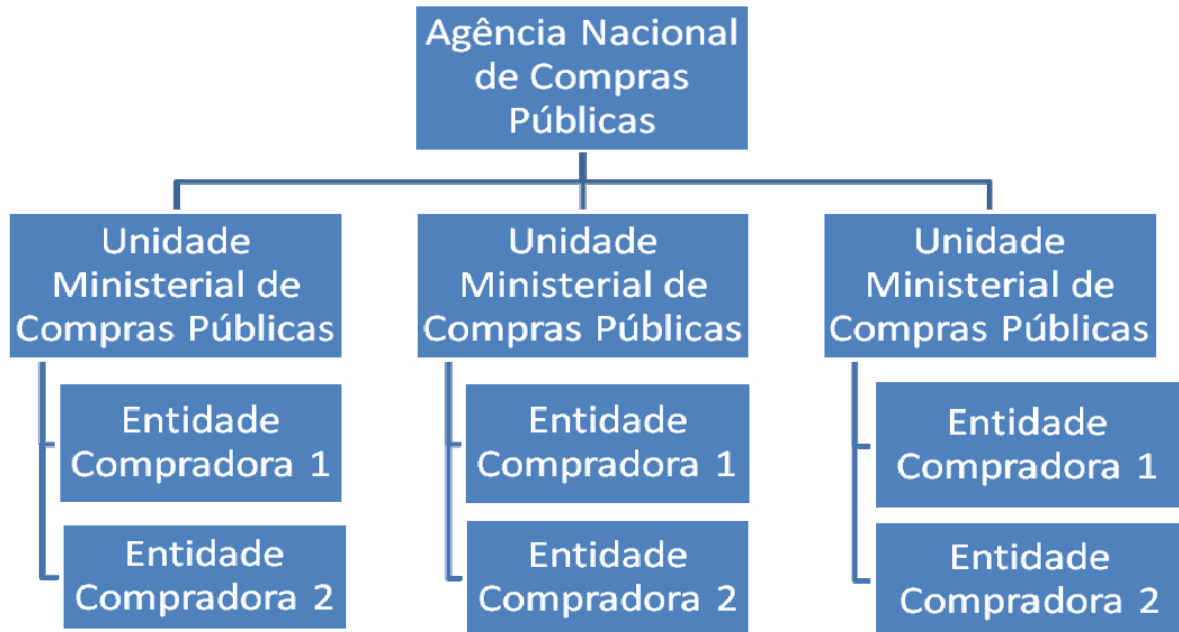 Agência Nacional
de Compras
Públicas
Unidade
Ministerial de
Compras Públicas
Entidade
Compradora 1
Entidade
Compradora 2
Unidade
Ministerial de
Compras Públicas
Entidade
Compradora 1
Entidade
Compradora 2
Unidade
Ministerial de
Compras Públicas
Entidade
Compradora 1
Entidade
Compradora 2